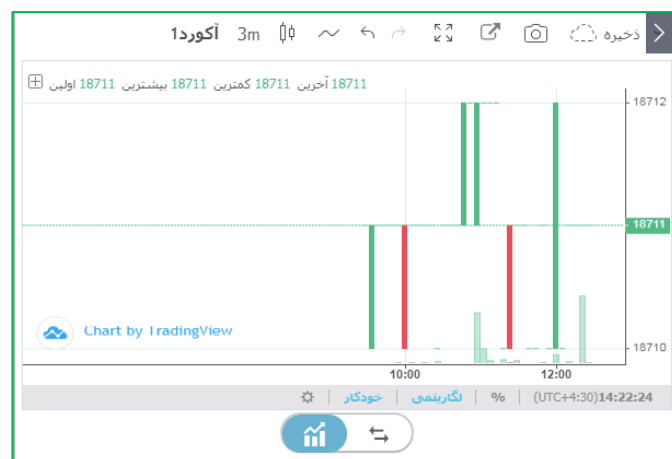 آکورد1 3m ذخیره
اولین 18711 بیشترین 18711 کمترین 18711 آخرین 18711
18712
18711
18710
Chart by TradingView
10:00 12:00
خودکار لگاریتمی % (UTC+4:30)14:22:24